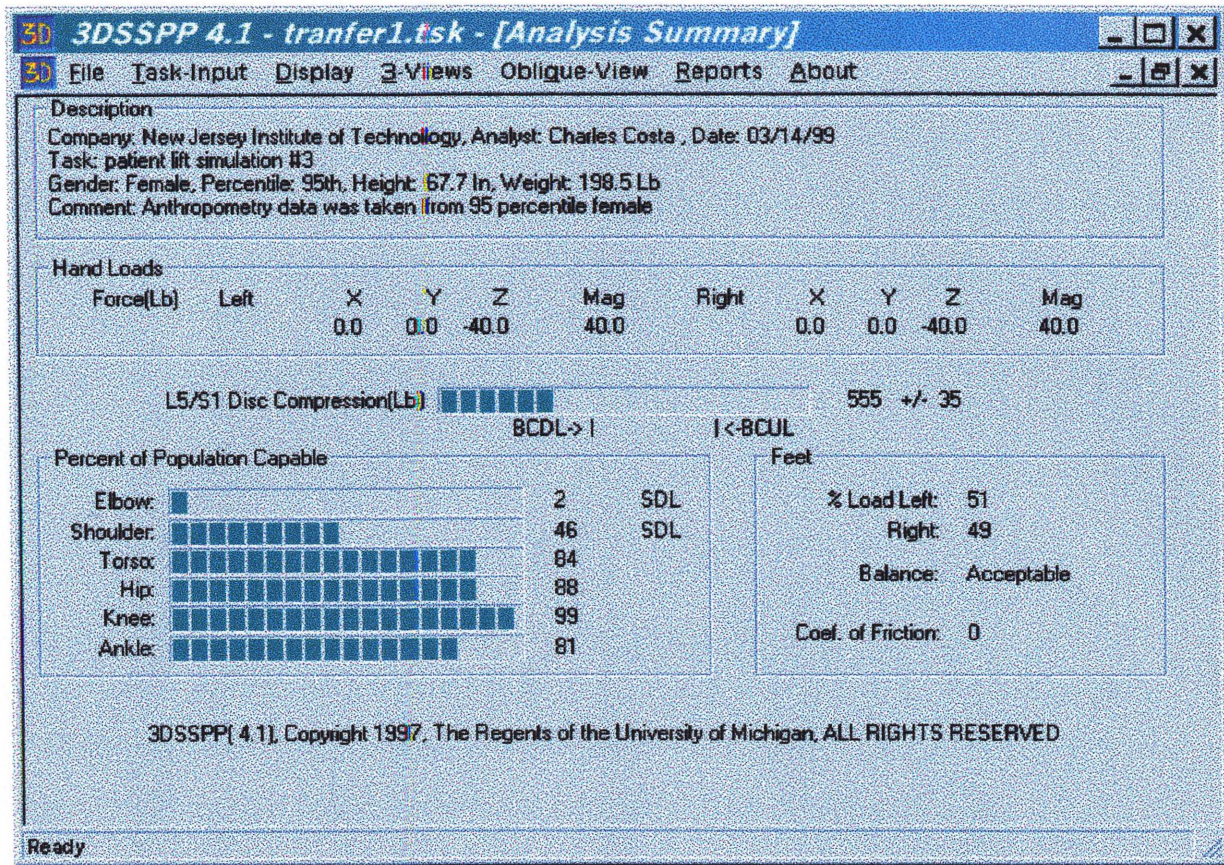 3D 3DSSPP 4.1 - tranfer1.tsk - [Analysis Summary]
3D File Task-Input Display 3-Views Oblique-View Reports About
Description
Company: New Jersey Institute of Technology, Analyst: Charles Costa , Date: 03/14/99
Task: patient lift simulation #3
Gender: Female, Percentile: 95th, Height: 67.7 In, Weight: 198.5 Lb
Comment: Anthropometry data was taken from 95 percentile female
Hand Loads
Force(Lb) Left X Y Z Mag Right X Y Z Mag
0.0 0.0 -40.0 40.0 0.0 0.0 -40.0 40.0
L5/S1 Disc Compression(Lb) 555 +/- 35
BCDL-> | |<-BCUL
Percent of Population Capable
Elbow: 2 SDL
Shoulder: 46 SDL
Torso: 84
Hip: 88
Knee: 99
Ankle: 81
Feet
% Load Left: 51
Right: 49
Balance: Acceptable
Coef. of Friction: 0
3DSSPP( 4.1), Copyright 1997, The Regents of the University of Michigan, ALL RIGHTS RESERVED
Ready